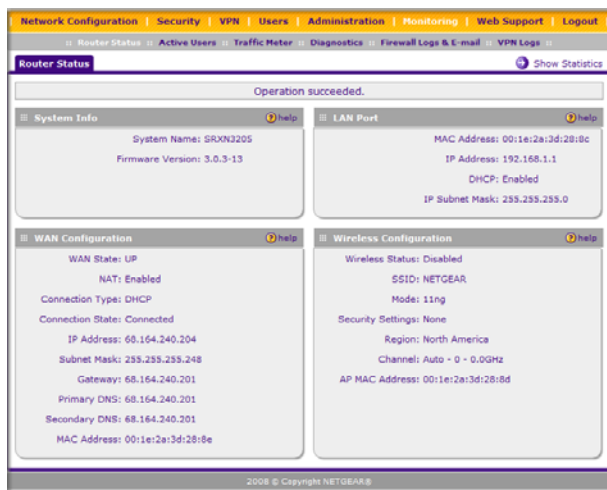 Network Configuration | Security | VPN | Users | Administration | Monitoring | Web Support | Logout
:: Router Status :: Active Users :: Traffic Meter :: Diagnostics :: Firewall Logs & E-mail :: VPN Logs ::
Router Status
Show Statistics
Operation succeeded.
System Info
help
System Name: SRXN3205
Firmware Version: 3.0.3-13
LAN Port
help
MAC Address: 00:1e:2a:3d:28:8c
IP Address: 192.168.1.1
DHCP: Enabled
IP Subnet Mask: 255.255.255.0
WAN Configuration
help
WAN State: UP
NAT: Enabled
Connection Type: DHCP
Connection State: Connected
IP Address: 68.164.240.204
Subnet Mask: 255.255.255.248
Gateway: 68.164.240.201
Primary DNS: 68.164.240.201
Secondary DNS: 68.164.240.201
MAC Address: 00:1e:2a:3d:28:8e
Wireless Configuration
help
Wireless Status: Disabled
SSID: NETGEAR
Mode: 11ng
Security Settings: None
Region: North America
Channel: Auto - 0 - 0.0GHz
AP MAC Address: 00:1e:2a:3d:28:8d
2008 © Copyright NETGEAR®